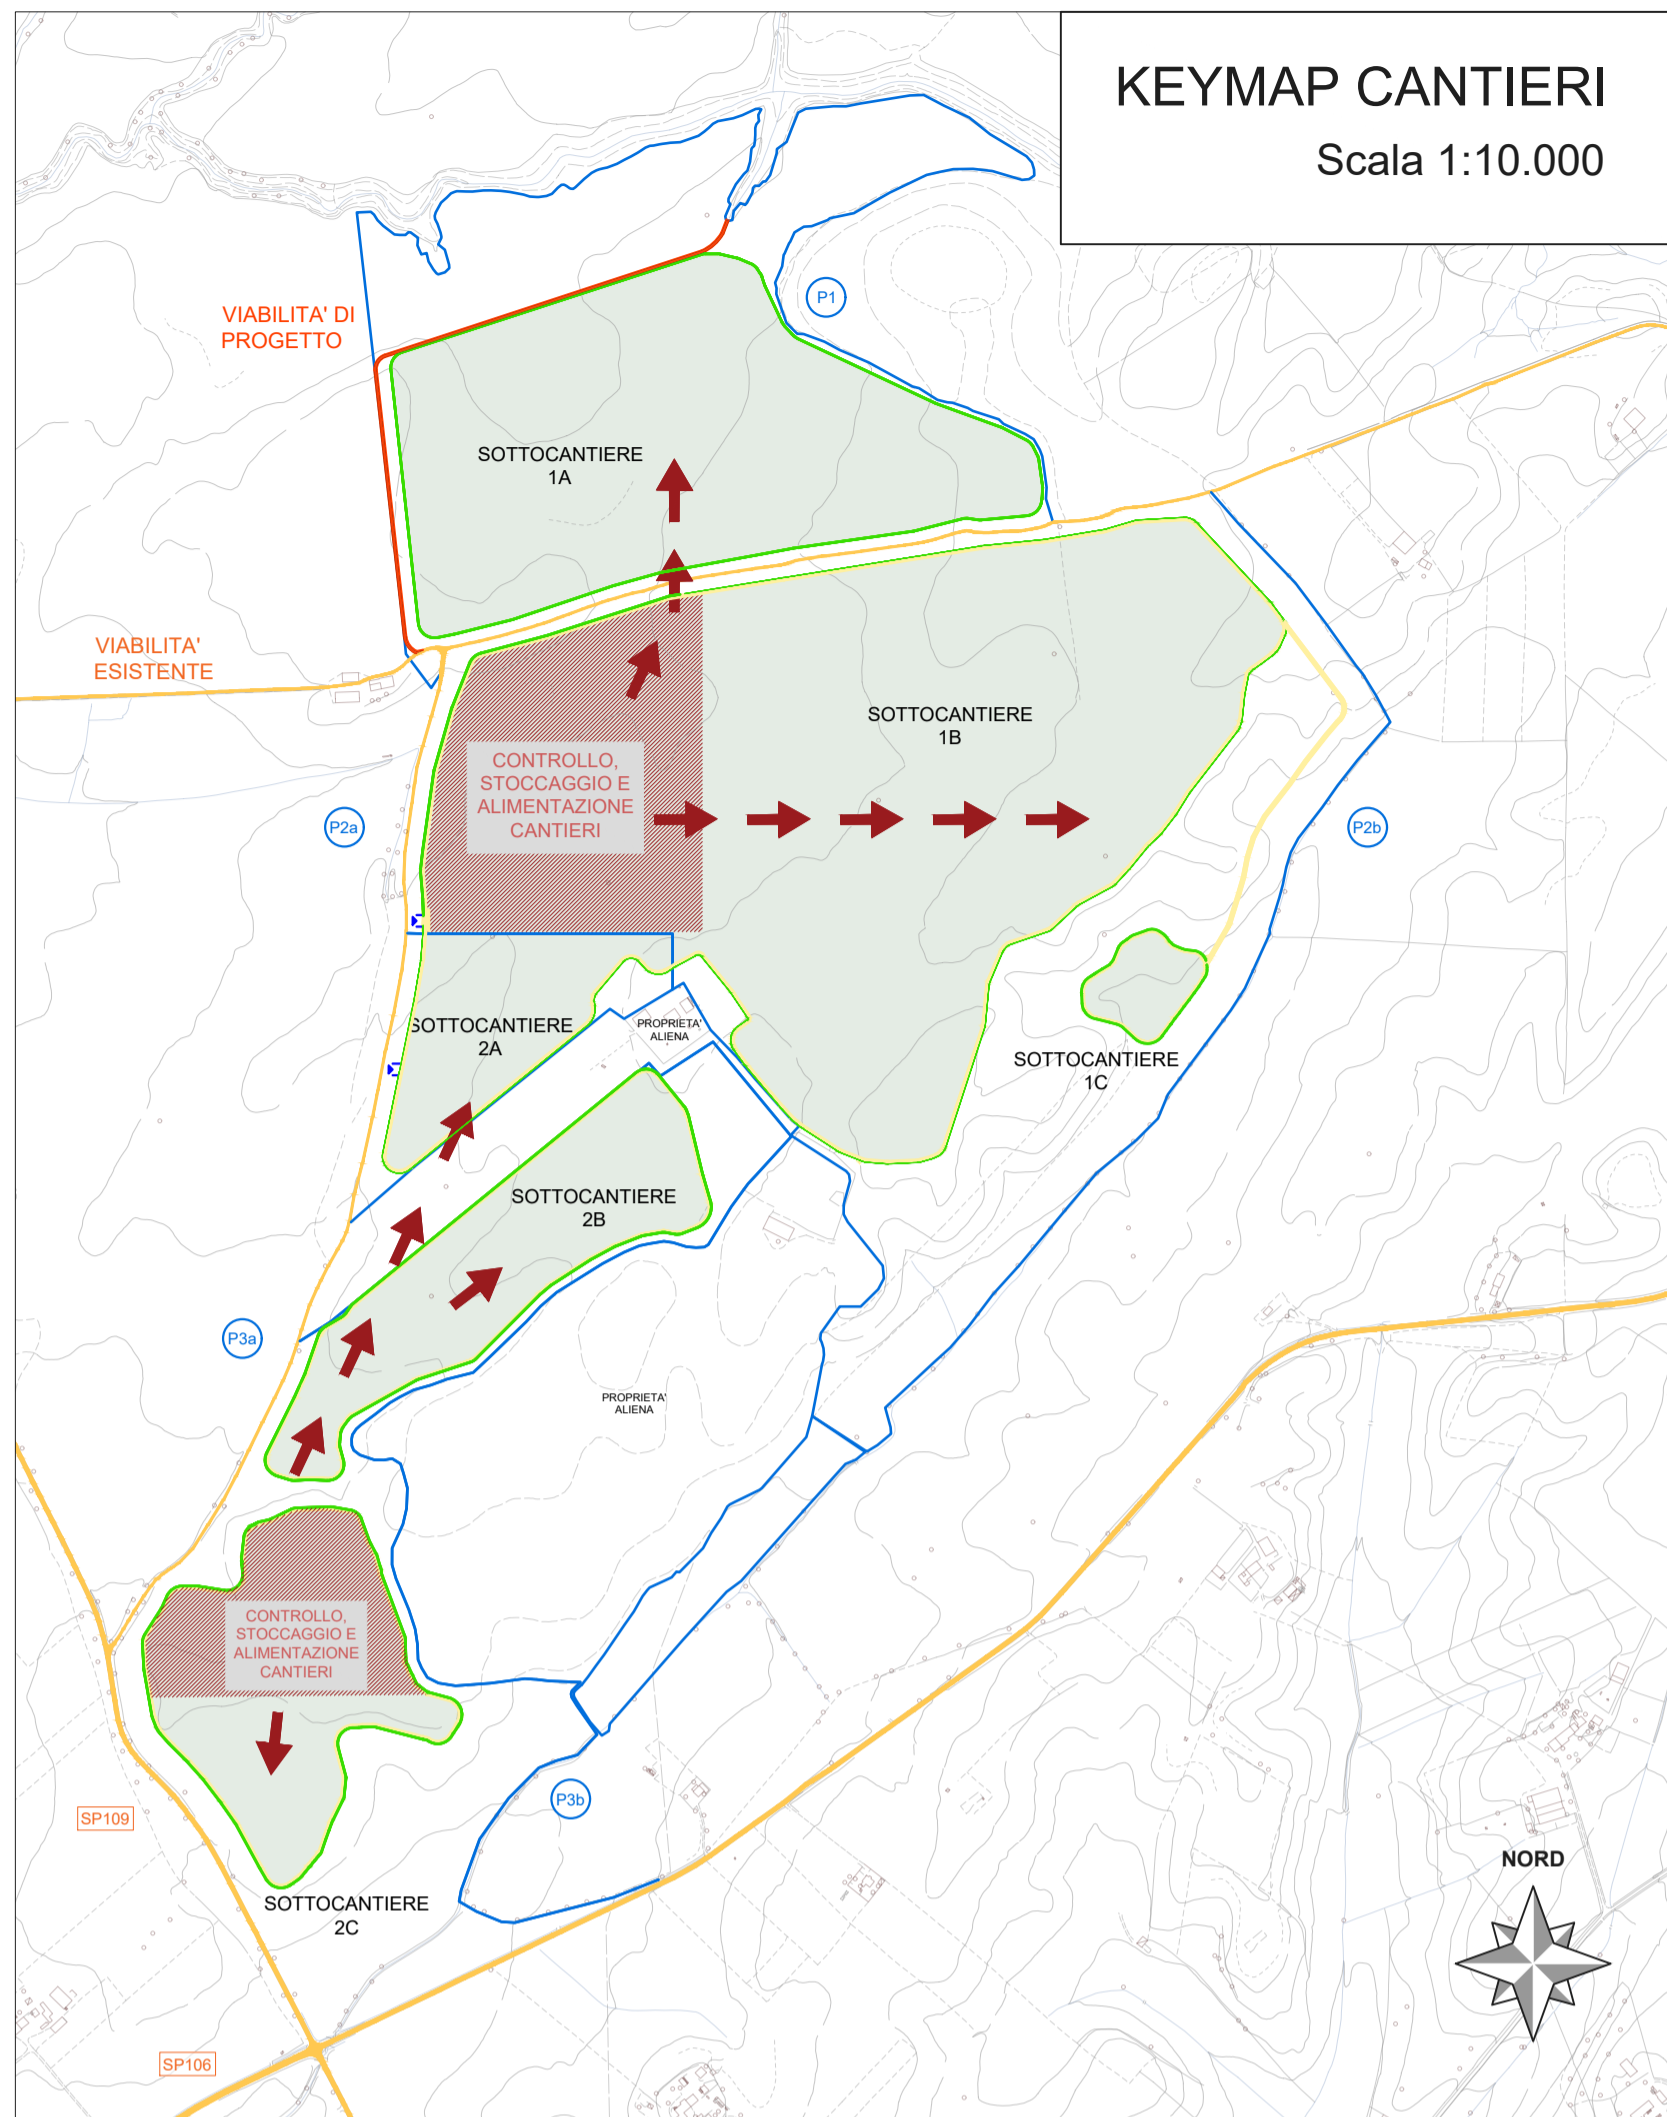 KEYMAP CANTIERI
Scala 1:10.000
P1
VIABILITA' DI
PROGETTO
SOTTOCANTIERE
1A
VIABILITA'
ESISTENTE
SOTTOCANTIERE
1B
CONTROLLO,
STOCCAGGIO E
ALIMENTAZIONE
CANTIERI
P2a
P2b
SOTTOCANTIERE
2A
PROPRIETA'
ALIENA
SOTTOCANTIERE
1C
SOTTOCANTIERE
2B
P3a
PROPRIETA'
ALIENA
CONTROLLO,
STOCCAGGIO E
ALIMENTAZIONE
CANTIERI
P3b
SP109
NORD
SOTTOCANTIERE
2C
SP106